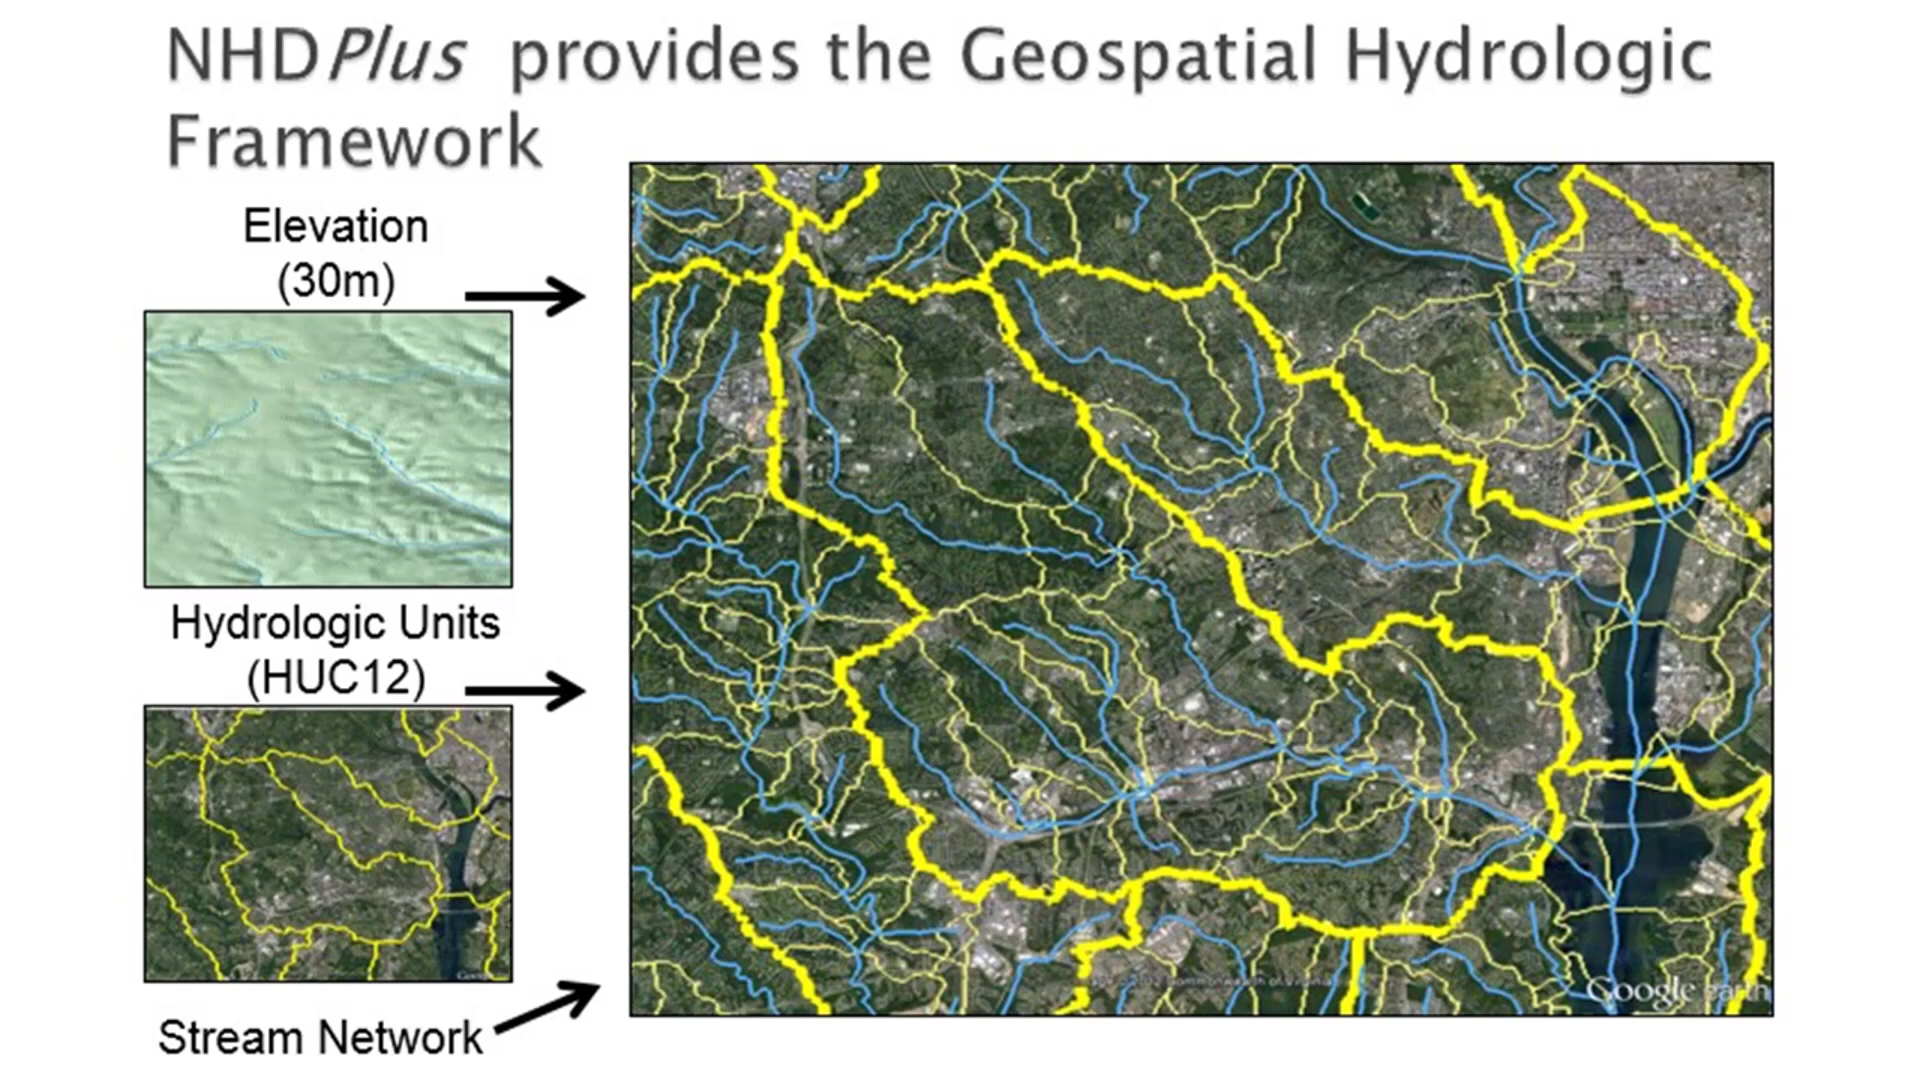 NHDPlus provides the Geospatial Hydrologic
Framework
Elevation
(30m)
Hydrologic Units
(HUC12)
Stream Network
Google earth